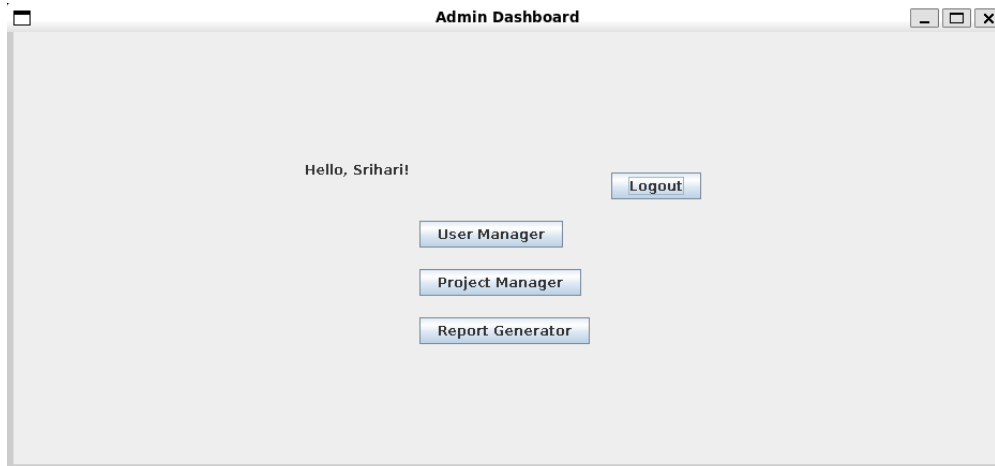 Admin Dashboard
Hello, Srihari!
Logout
User Manager
Project Manager
Report Generator